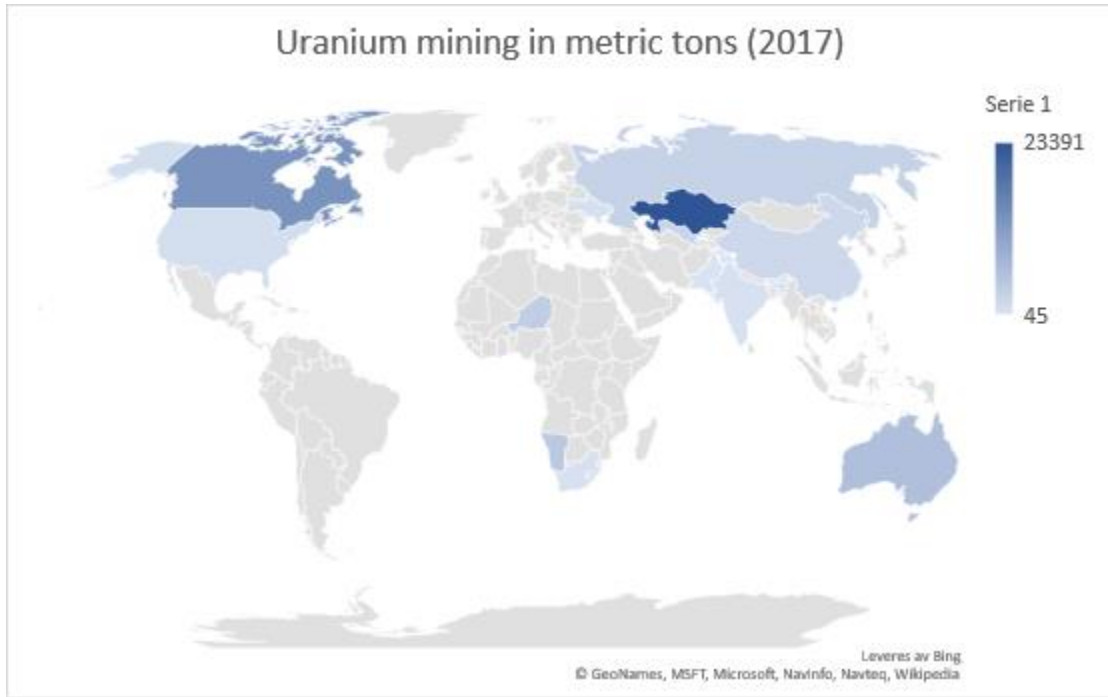 Uranium mining in metric tons (2017)
Serie 1
23391
45
Leveres av Bing
© GeoNames, MSFT, Microsoft, NavInfo, Navteq, Wikipedia